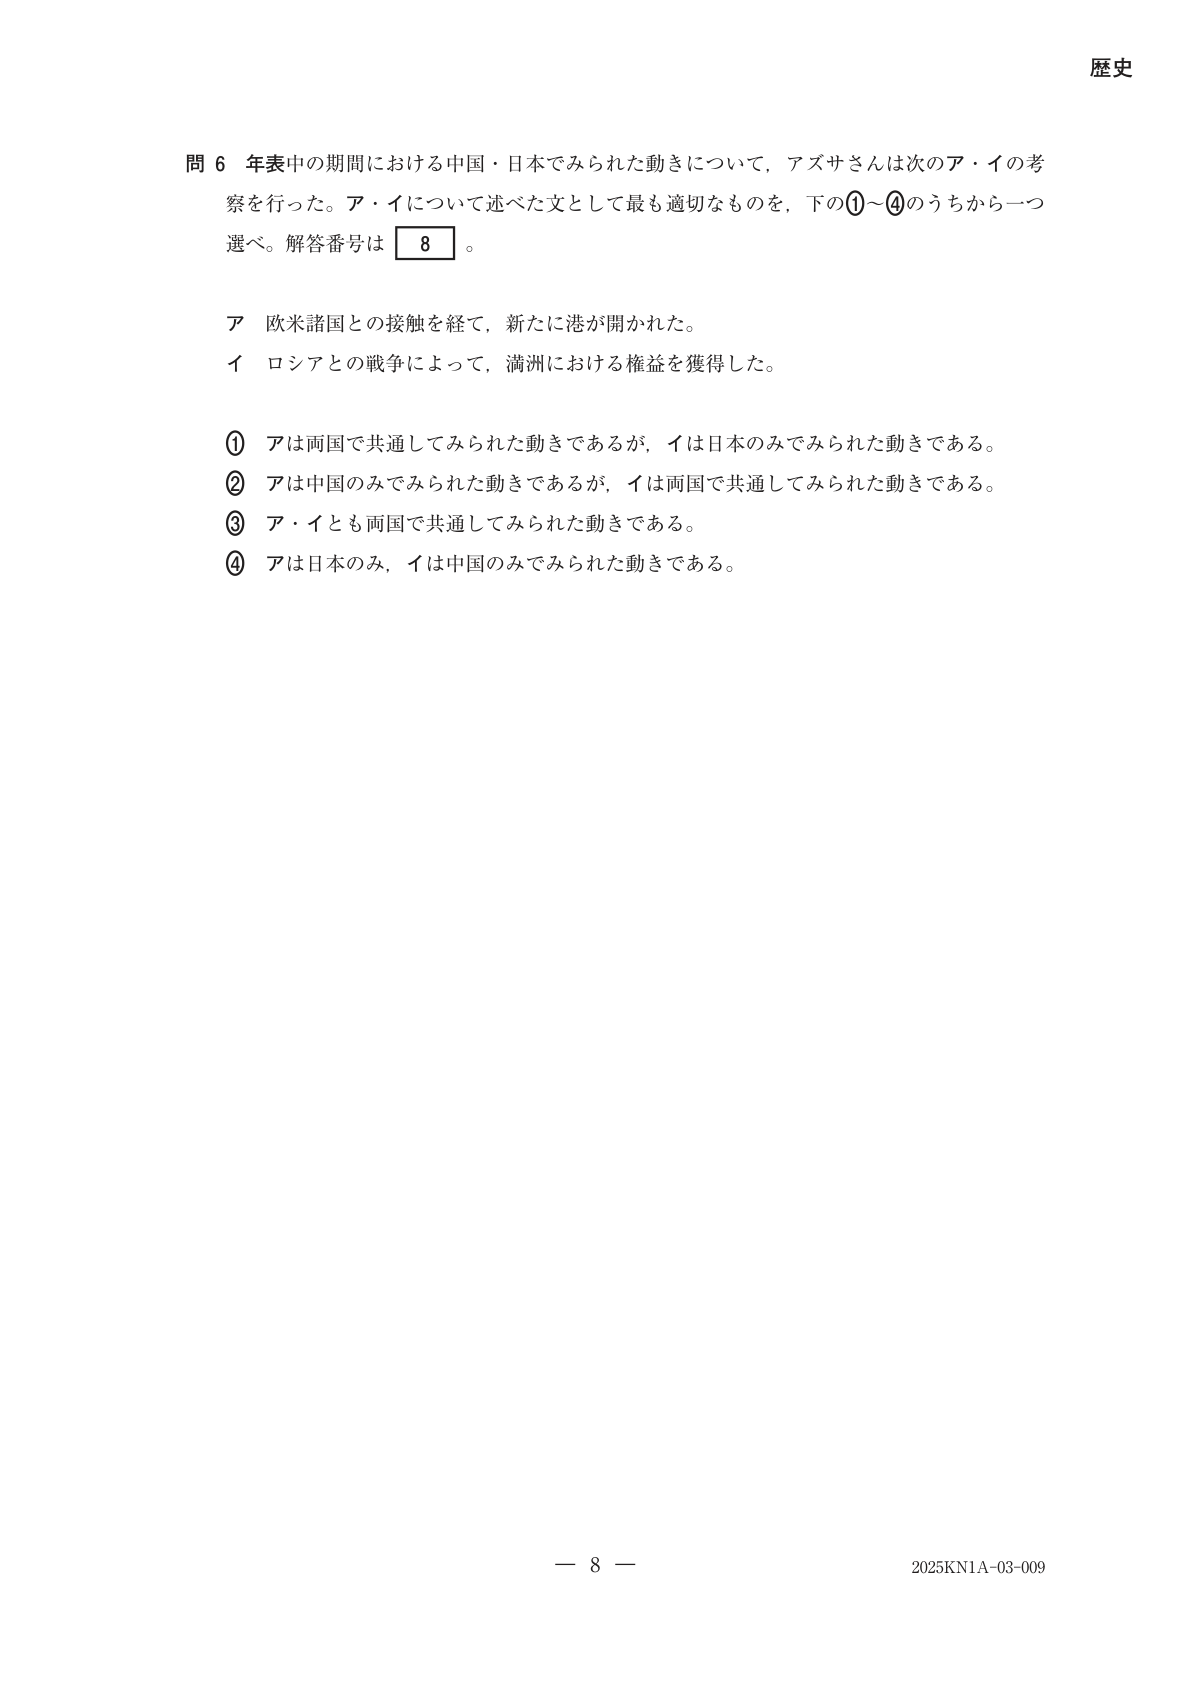 歴史
問 6　年表中の期間における中国・日本でみられた動きについて，アズサさんは次のア・イの考
察を行った。ア・イについて述べた文として最も適切なものを，下の①～④のうちから一つ
選べ。解答番号は 8 。
ア　欧米諸国との接触を経て，新たに港が開かれた。
イ　ロシアとの戦争によって，満洲における権益を獲得した。
①　アは両国で共通してみられた動きであるが，イは日本のみでみられた動きである。
②　アは中国のみでみられた動きであるが，イは両国で共通してみられた動きである。
③　ア・イとも両国で共通してみられた動きである。
④　アは日本のみ，イは中国のみでみられた動きである。
― 8 ―
2025KN1A-03-009